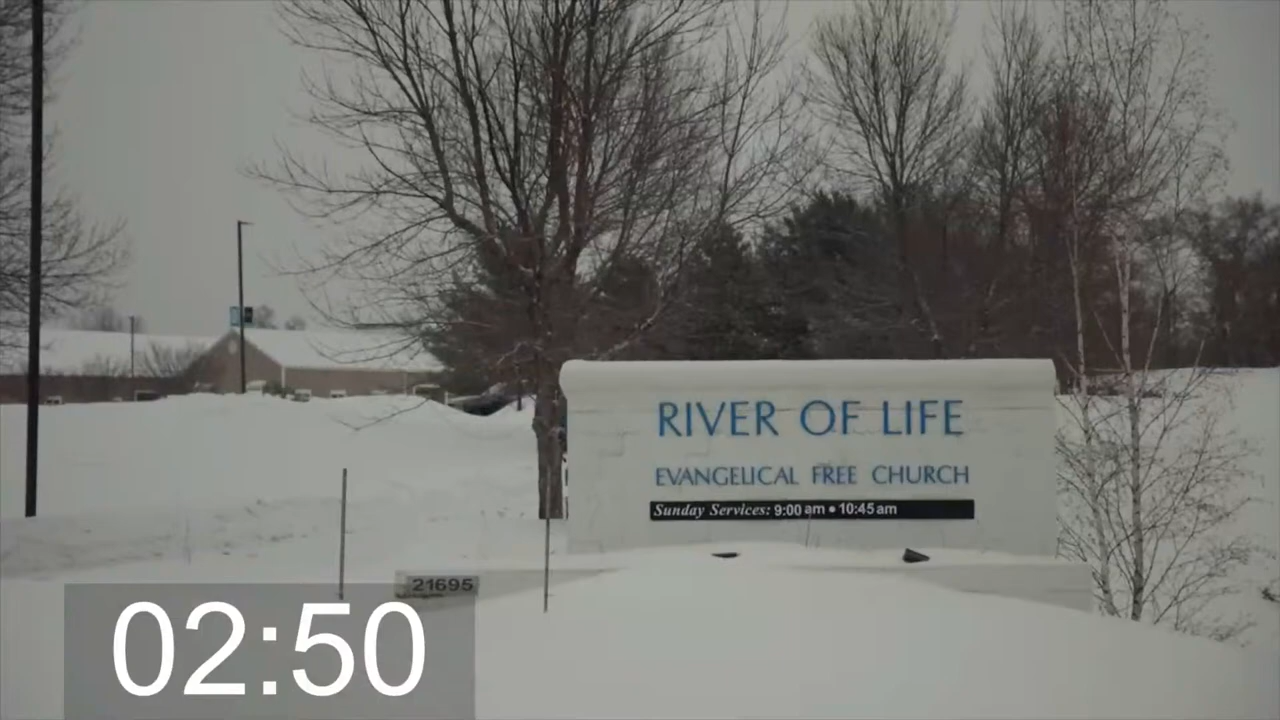 RIVER OF LIFE
EVANGELICAL FREE CHURCH
Sunday Services: 9:00 am • 10:45 am
21695
02:50